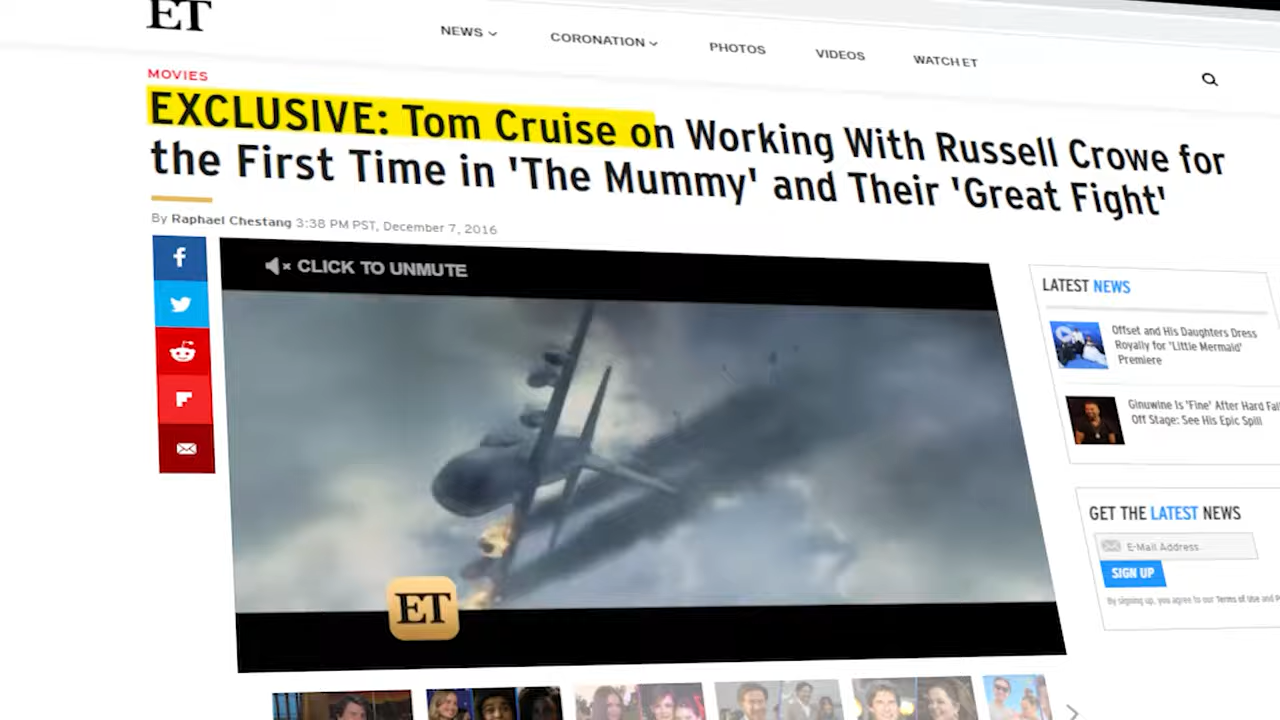 ET
NEWS
CORONATION
PHOTOS
VIDEOS
WATCH ET
MOVIES
EXCLUSIVE: Tom Cruise on Working With Russell Crowe for
the First Time in 'The Mummy' and Their 'Great Fight'
By Raphael Chestang 3:38 PM PST, December 7, 2016
CLICK TO UNMUTE
ET
LATEST NEWS
Offset and His Daughters Dress
Royally for 'Little Mermaid'
Premiere
Ginuwine Is 'Fine' After Hard Fal
Off Stage: See His Epic Spill
GET THE LATEST NEWS
E-Mail Address
SIGN UP
By signing up, you agree to our Terms of Use and P